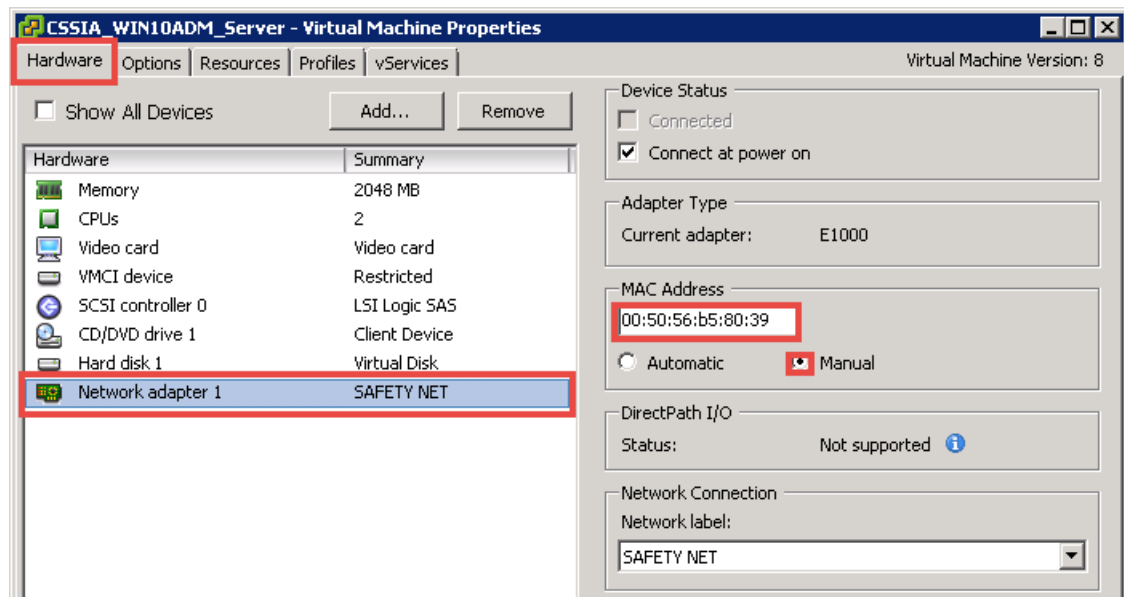 CSSIA_WIN10ADM_Server - Virtual Machine Properties
Hardware Options Resources Profiles vServices Virtual Machine Version: 8
Show All Devices Add... Remove
Hardware Summary
Memory 2048 MB
CPUs 2
Video card Video card
VMCI device Restricted
SCSI controller 0 LSI Logic SAS
CD/DVD drive 1 Client Device
Hard disk 1 Virtual Disk
Network adapter 1 SAFETY NET
Device Status
Connected
Connect at power on
Adapter Type
Current adapter: E1000
MAC Address
00:50:56:b5:80:39
Automatic Manual
DirectPath I/O
Status: Not supported
Network Connection
Network label:
SAFETY NET